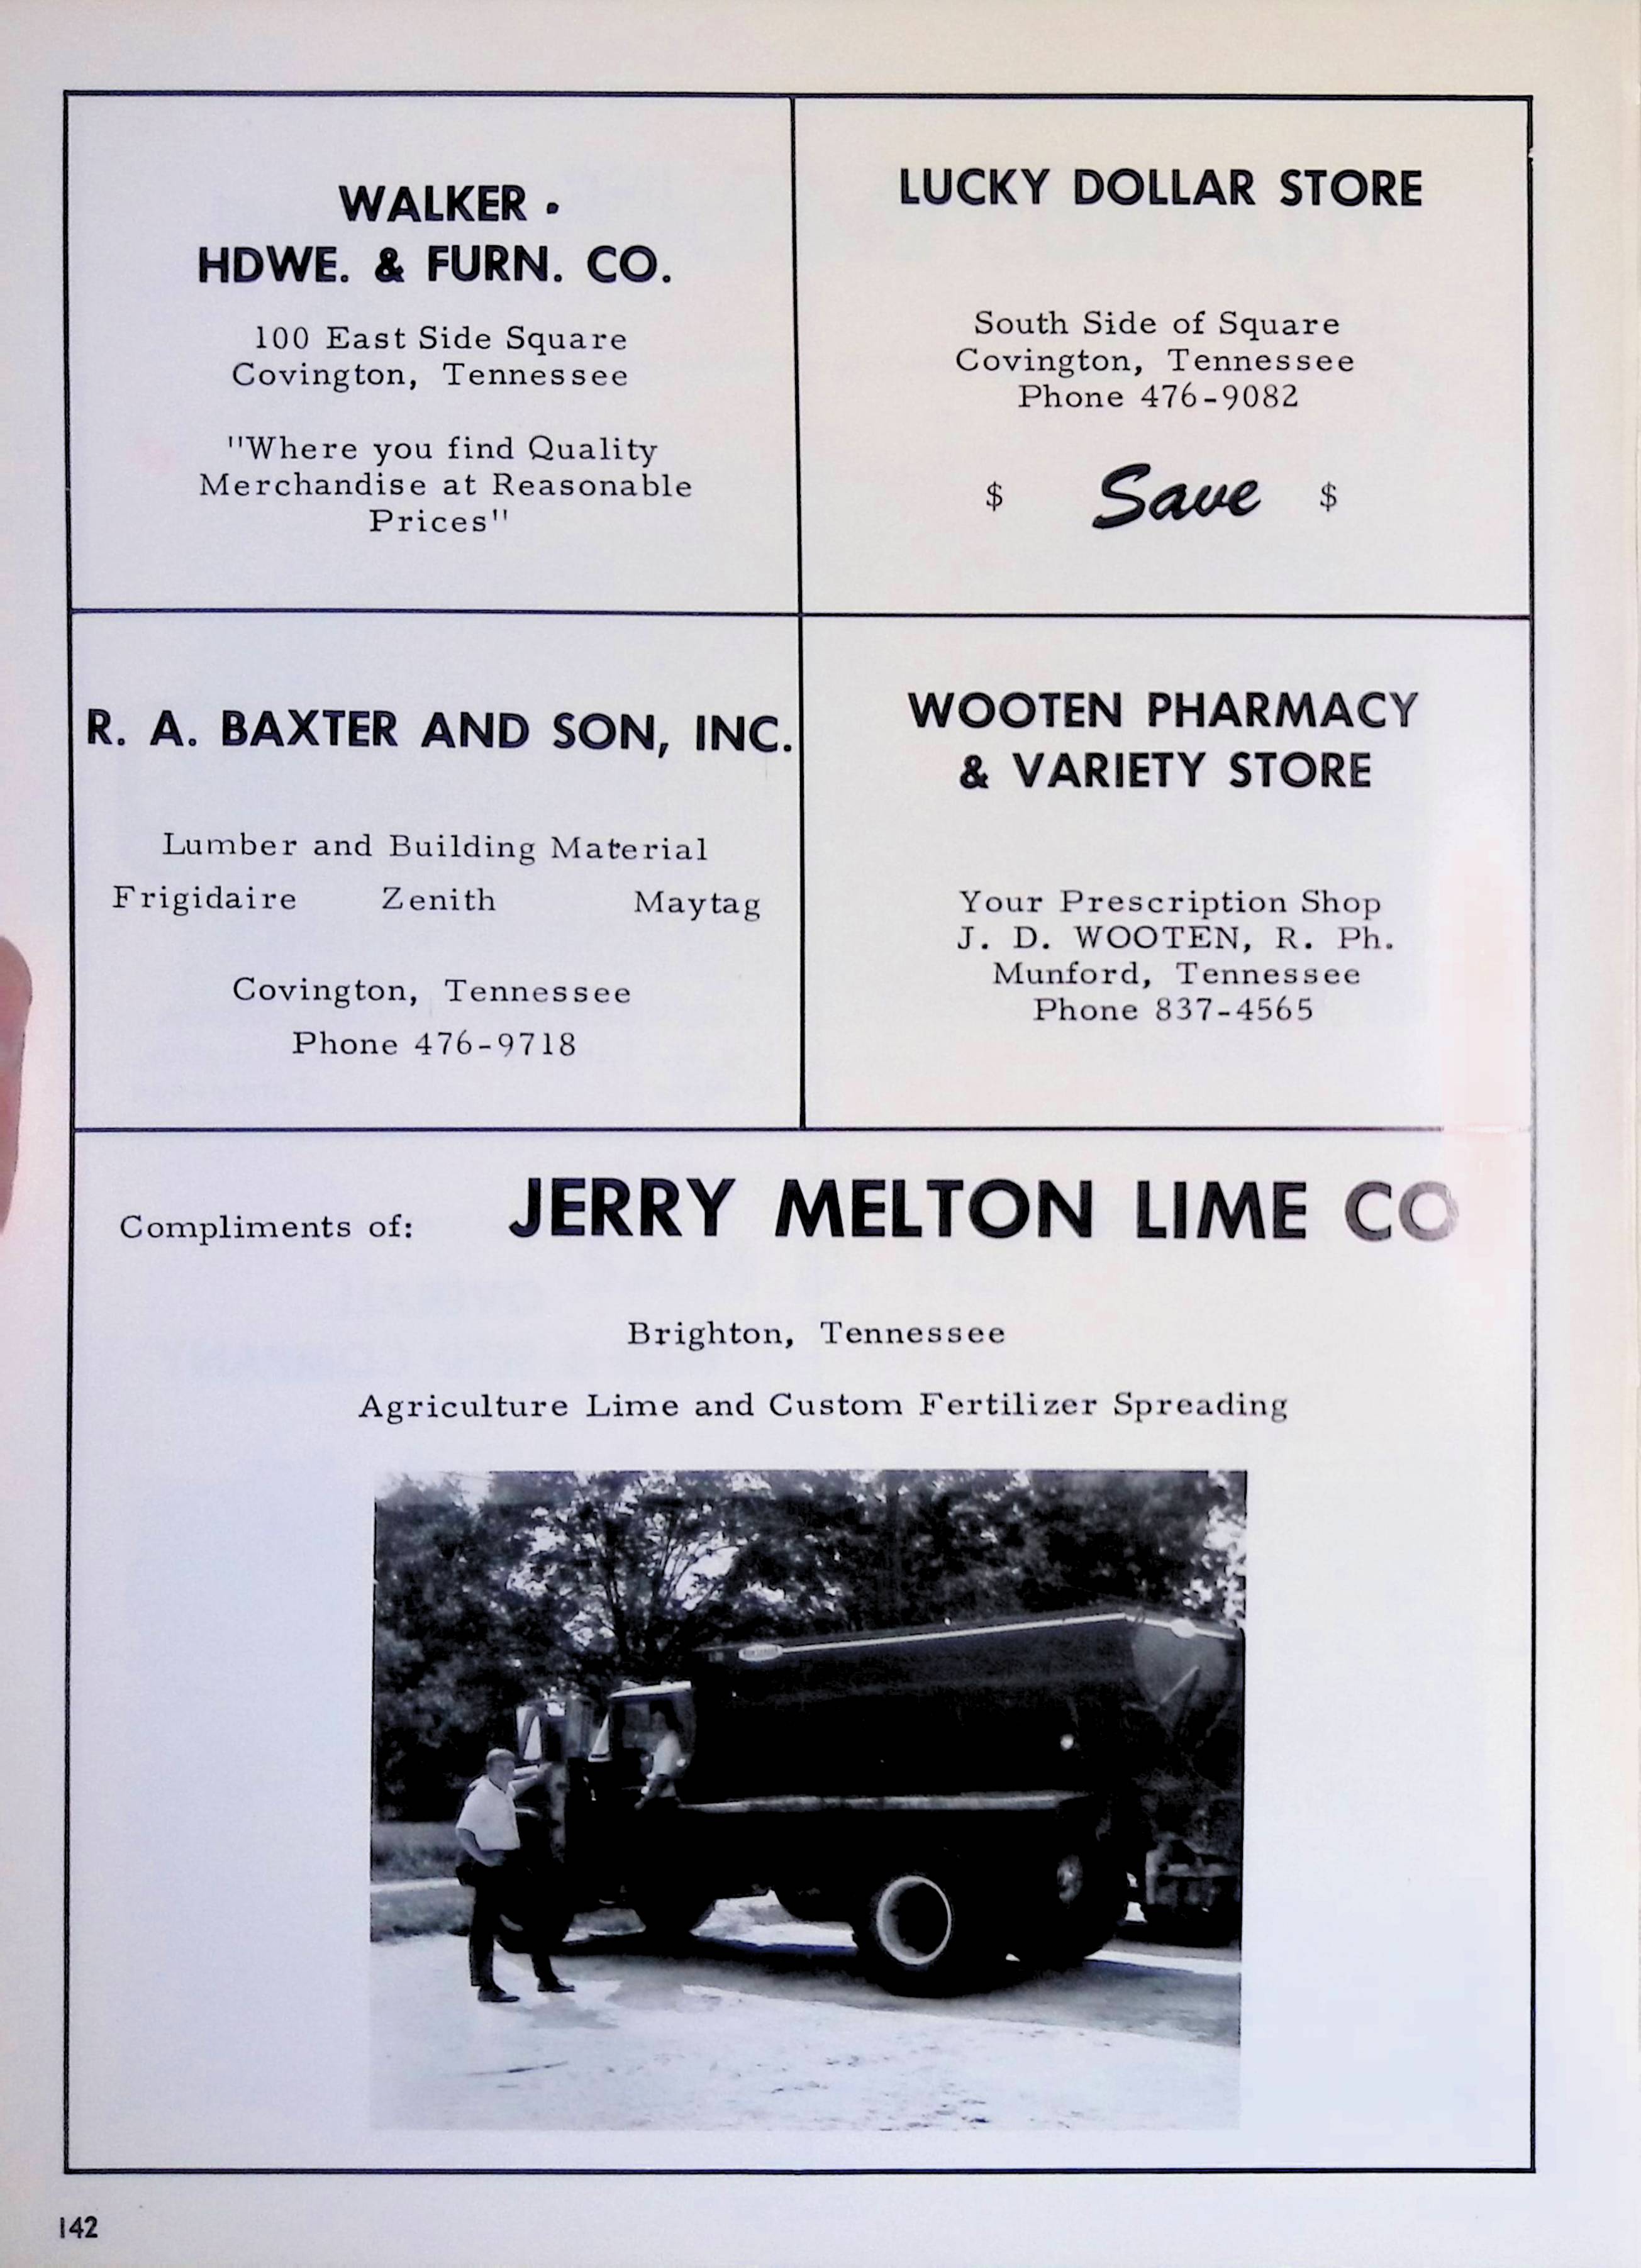 WALKER •
HDWE. & FURN. CO.
100 East Side Square
Covington, Tennessee
"Where you find Quality
Merchandise at Reasonable
Prices"
LUCKY DOLLAR STORE
South Side of Square
Covington, Tennessee
Phone 476-9082
$ Save $
R. A. BAXTER AND SON, INC.
Lumber and Building Material
Frigidaire Zenith Maytag
Covington, Tennessee
Phone 476-9718
WOOTEN PHARMACY
& VARIETY STORE
Your Prescription Shop
J. D. WOOTEN, R. Ph.
Munford, Tennessee
Phone 837-4565
Compliments of: JERRY MELTON LIME CO
Brighton, Tennessee
Agriculture Lime and Custom Fertilizer Spreading
142